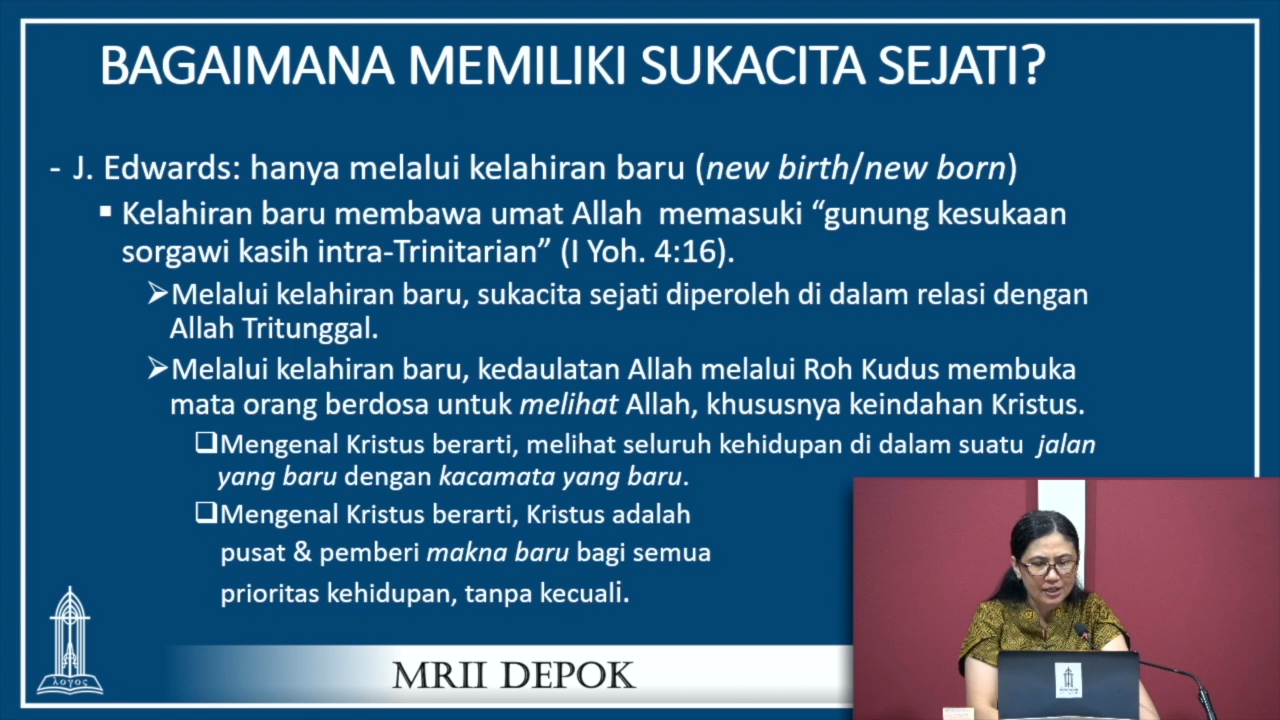 BAGAIMANA MEMILIKI SUKACITA SEJATI?
- J. Edwards: hanya melalui kelahiran baru (new birth/new born)
▪ Kelahiran baru membawa umat Allah memasuki “gunung kesukaan
sorgawi kasih intra-Trinitarian” (I Yoh. 4:16).
➢Melalui kelahiran baru, sukacita sejati diperoleh di dalam relasi dengan
Allah Tritunggal.
➢Melalui kelahiran baru, kedaulatan Allah melalui Roh Kudus membuka
mata orang berdosa untuk melihat Allah, khususnya keindahan Kristus.
❑Mengenal Kristus berarti, melihat seluruh kehidupan di dalam suatu jalan
yang baru dengan kacamata yang baru.
❑Mengenal Kristus berarti, Kristus adalah
pusat & pemberi makna baru bagi semua
prioritas kehidupan, tanpa kecuali.
λογος
MRII DEPOK